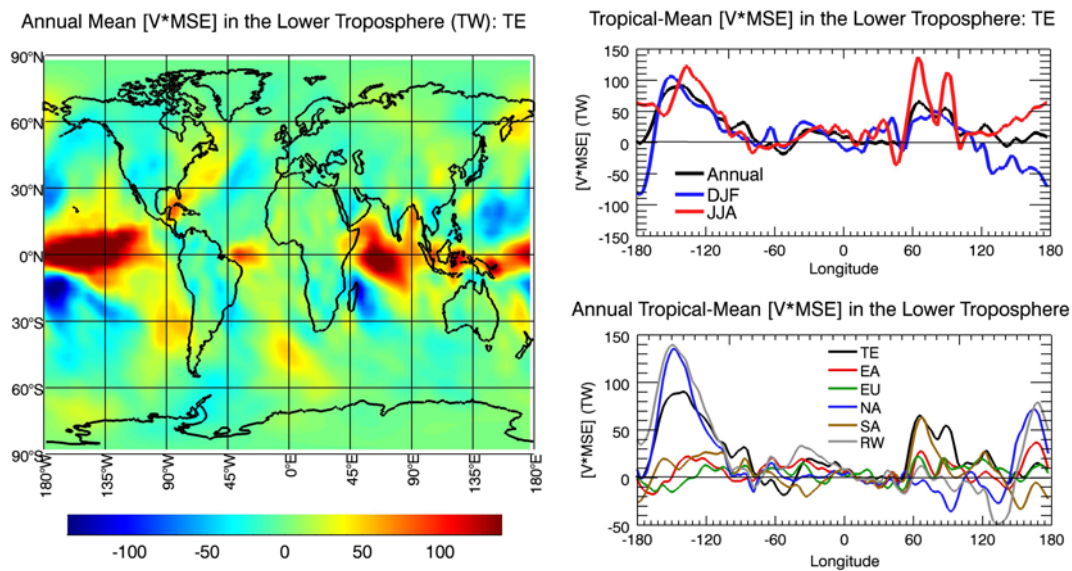 Annual Mean [V*MSE] in the Lower Troposphere (TW): TE
90°N
60°N
30°N
0°N
30°S
60°S
90°S
180°W
135°W
90°W
45°W
0°E
45°E
90°E
135°E
180°E
-100
-50
0
50
100
Tropical-Mean [V*MSE] in the Lower Troposphere: TE
[V*MSE] (TW)
150
100
50
0
-50
-100
-150
Annual
DJF
JJA
-180
-120
-60
0
60
120
180
Longitude
Annual Tropical-Mean [V*MSE] in the Lower Troposphere
[V*MSE] (TW)
150
100
50
0
-50
TE
EA
EU
NA
SA
RW
-180
-120
-60
0
60
120
180
Longitude